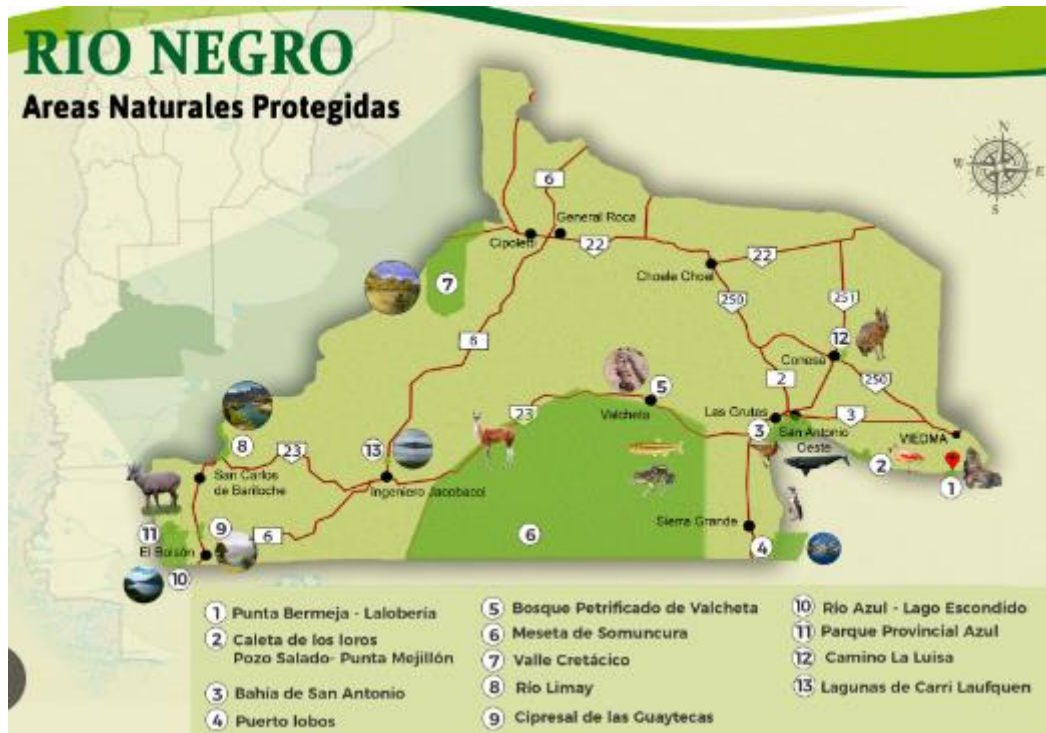 RIO NEGRO
Areas Naturales Protegidas
N
W
E
S
6
General Roca
Cipoletti
22
22
7
Choele Choel
250
251
6
12
Conesa
5
2
250
23
Valcheta
Las Grutas
3
3
San Antonio
Oeste
VIEDMA
8
23
13
2
1
San Carlos
de Bariloche
Ingeniero Jacobacci
Sierra Grande
11
9
6
6
4
El Bolsón
10
1 Punta Bermeja - Lalobería
2 Caleta de los loros
Pozo Salado- Punta Mejillón
3 Bahía de San Antonio
4 Puerto lobos
5 Bosque Petrificado de Valcheta
6 Meseta de Somuncura
7 Valle Cretácico
8 Río Limay
9 Cipresal de las Guaytecas
10 Río Azul - Lago Escondido
11 Parque Provincial Azul
12 Camino La Luisa
13 Lagunas de Carri Laufquen